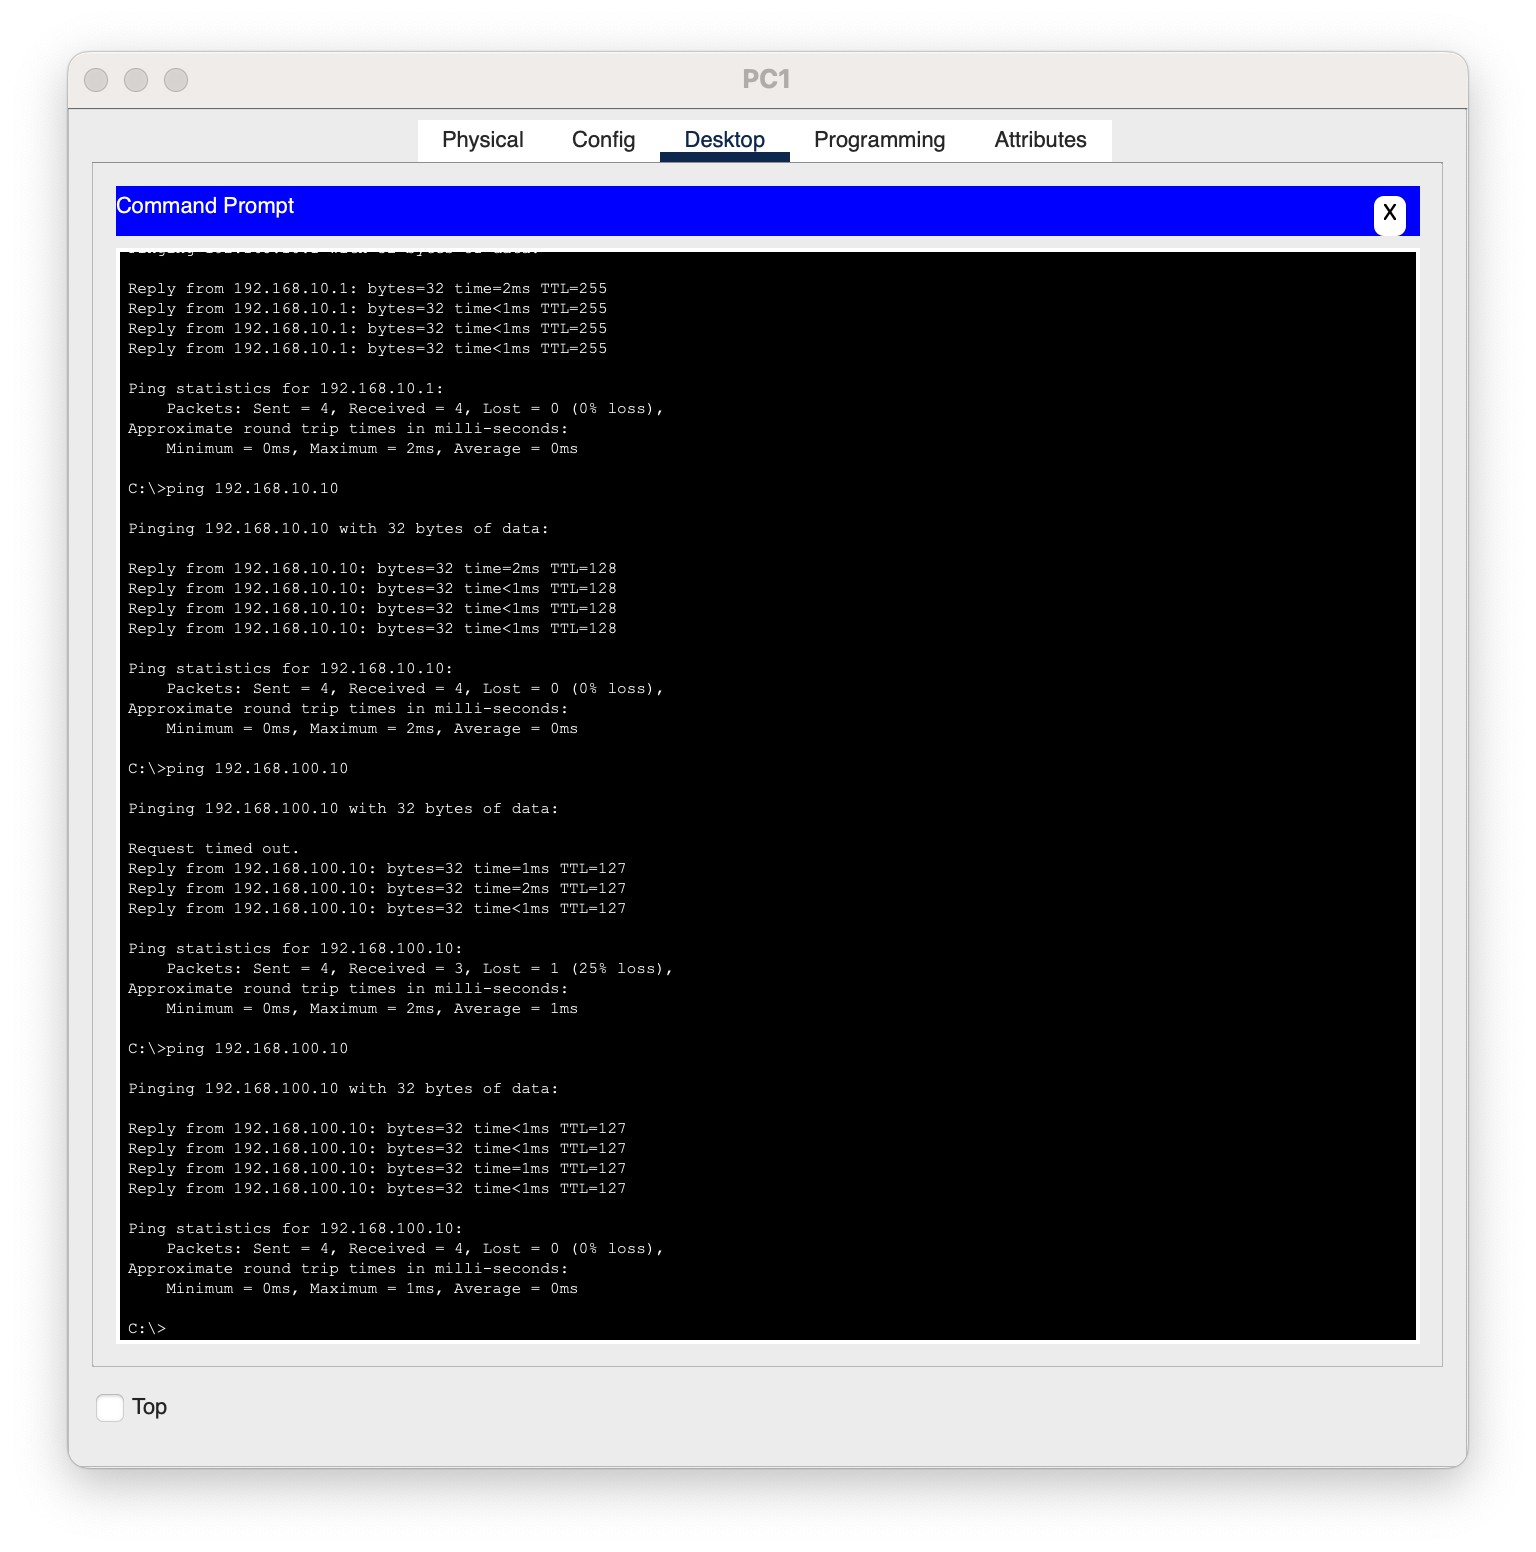 PC1
Physical Config Desktop Programming Attributes
Command Prompt
X
Reply from 192.168.10.1: bytes=32 time=2ms TTL=255
Reply from 192.168.10.1: bytes=32 time<1ms TTL=255
Reply from 192.168.10.1: bytes=32 time<1ms TTL=255
Reply from 192.168.10.1: bytes=32 time<1ms TTL=255
Ping statistics for 192.168.10.1:
Packets: Sent = 4, Received = 4, Lost = 0 (0% loss),
Approximate round trip times in milli-seconds:
Minimum = 0ms, Maximum = 2ms, Average = 0ms
C:\>ping 192.168.10.10
Pinging 192.168.10.10 with 32 bytes of data:
Reply from 192.168.10.10: bytes=32 time=2ms TTL=128
Reply from 192.168.10.10: bytes=32 time<1ms TTL=128
Reply from 192.168.10.10: bytes=32 time<1ms TTL=128
Reply from 192.168.10.10: bytes=32 time<1ms TTL=128
Ping statistics for 192.168.10.10:
Packets: Sent = 4, Received = 4, Lost = 0 (0% loss),
Approximate round trip times in milli-seconds:
Minimum = 0ms, Maximum = 2ms, Average = 0ms
C:\>ping 192.168.100.10
Pinging 192.168.100.10 with 32 bytes of data:
Request timed out.
Reply from 192.168.100.10: bytes=32 time=1ms TTL=127
Reply from 192.168.100.10: bytes=32 time=2ms TTL=127
Reply from 192.168.100.10: bytes=32 time<1ms TTL=127
Ping statistics for 192.168.100.10:
Packets: Sent = 4, Received = 3, Lost = 1 (25% loss),
Approximate round trip times in milli-seconds:
Minimum = 0ms, Maximum = 2ms, Average = 1ms
C:\>ping 192.168.100.10
Pinging 192.168.100.10 with 32 bytes of data:
Reply from 192.168.100.10: bytes=32 time<1ms TTL=127
Reply from 192.168.100.10: bytes=32 time<1ms TTL=127
Reply from 192.168.100.10: bytes=32 time=1ms TTL=127
Reply from 192.168.100.10: bytes=32 time<1ms TTL=127
Ping statistics for 192.168.100.10:
Packets: Sent = 4, Received = 4, Lost = 0 (0% loss),
Approximate round trip times in milli-seconds:
Minimum = 0ms, Maximum = 1ms, Average = 0ms
C:\>
Top